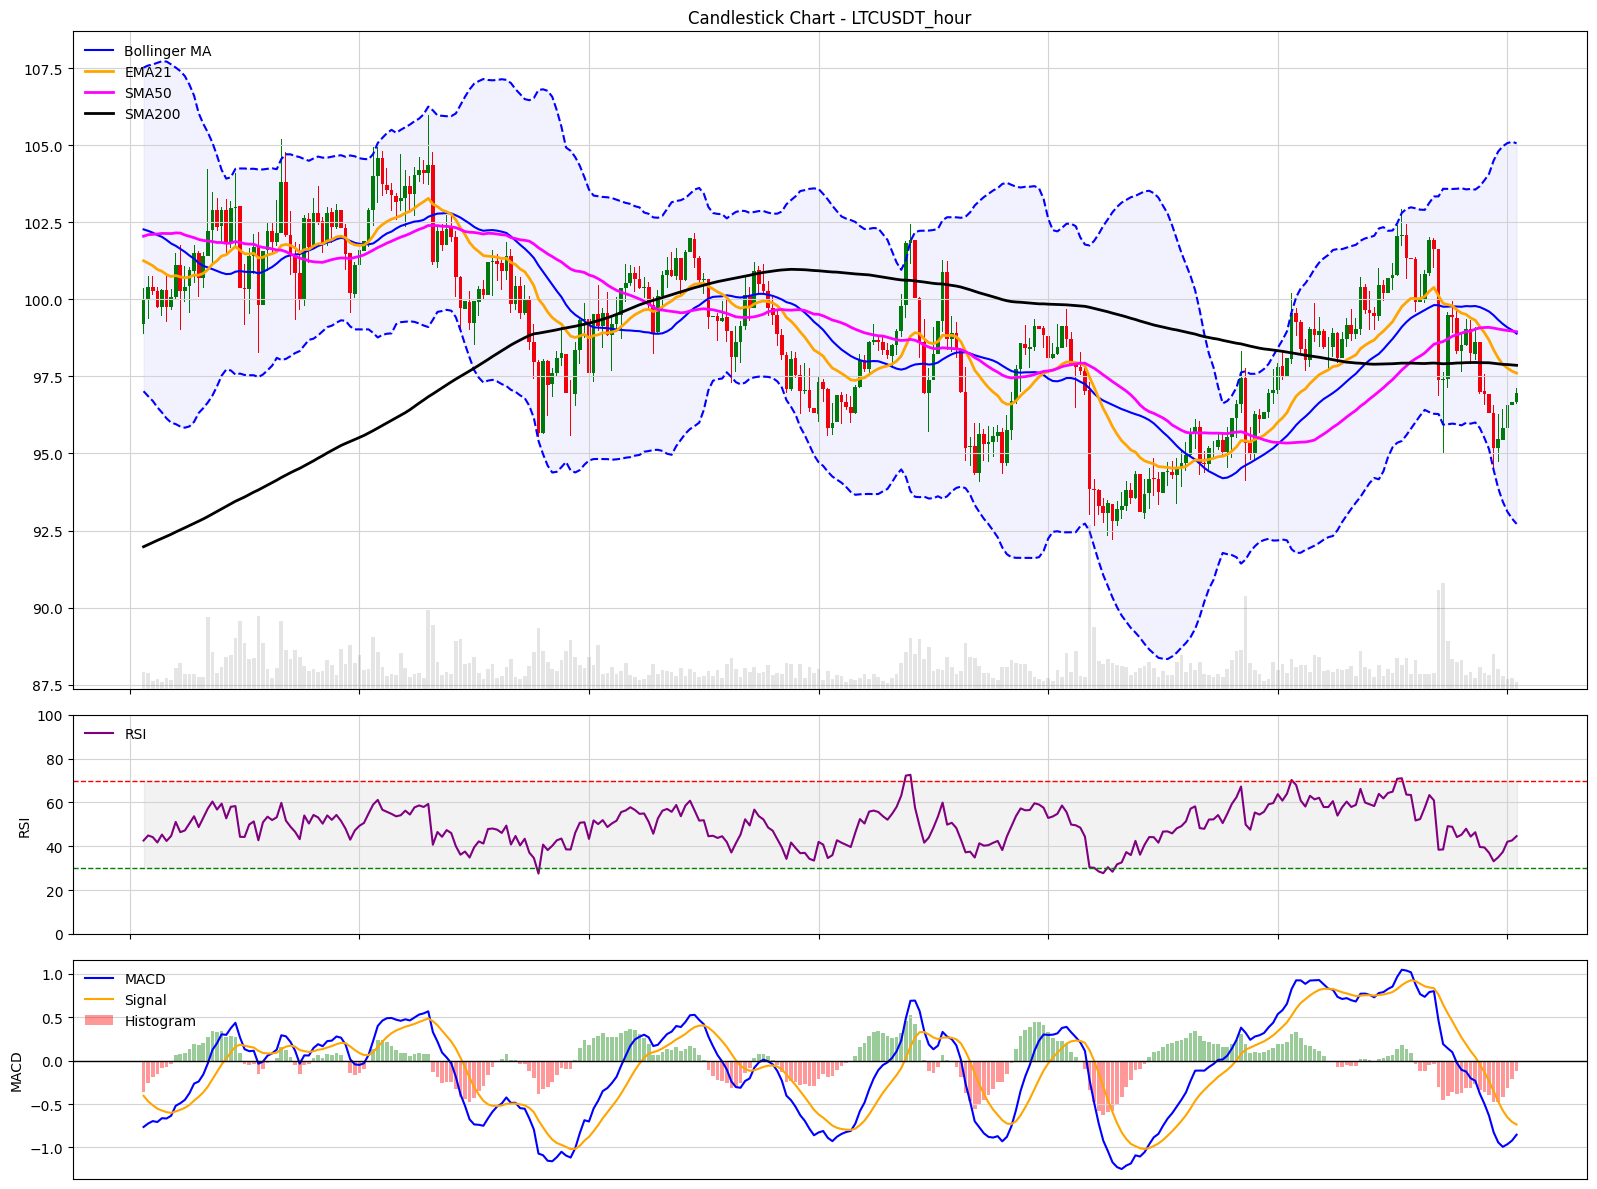 Candlestick Chart - LTCUSDT_hour
Bollinger MA
EMA21
SMA50
SMA200
107.5
105.0
102.5
100.0
97.5
95.0
92.5
90.0
87.5
RSI
100
80
60
40
20
0
RSI
MACD
Signal
Histogram
1.0
0.5
0.0
−0.5
−1.0
MACD